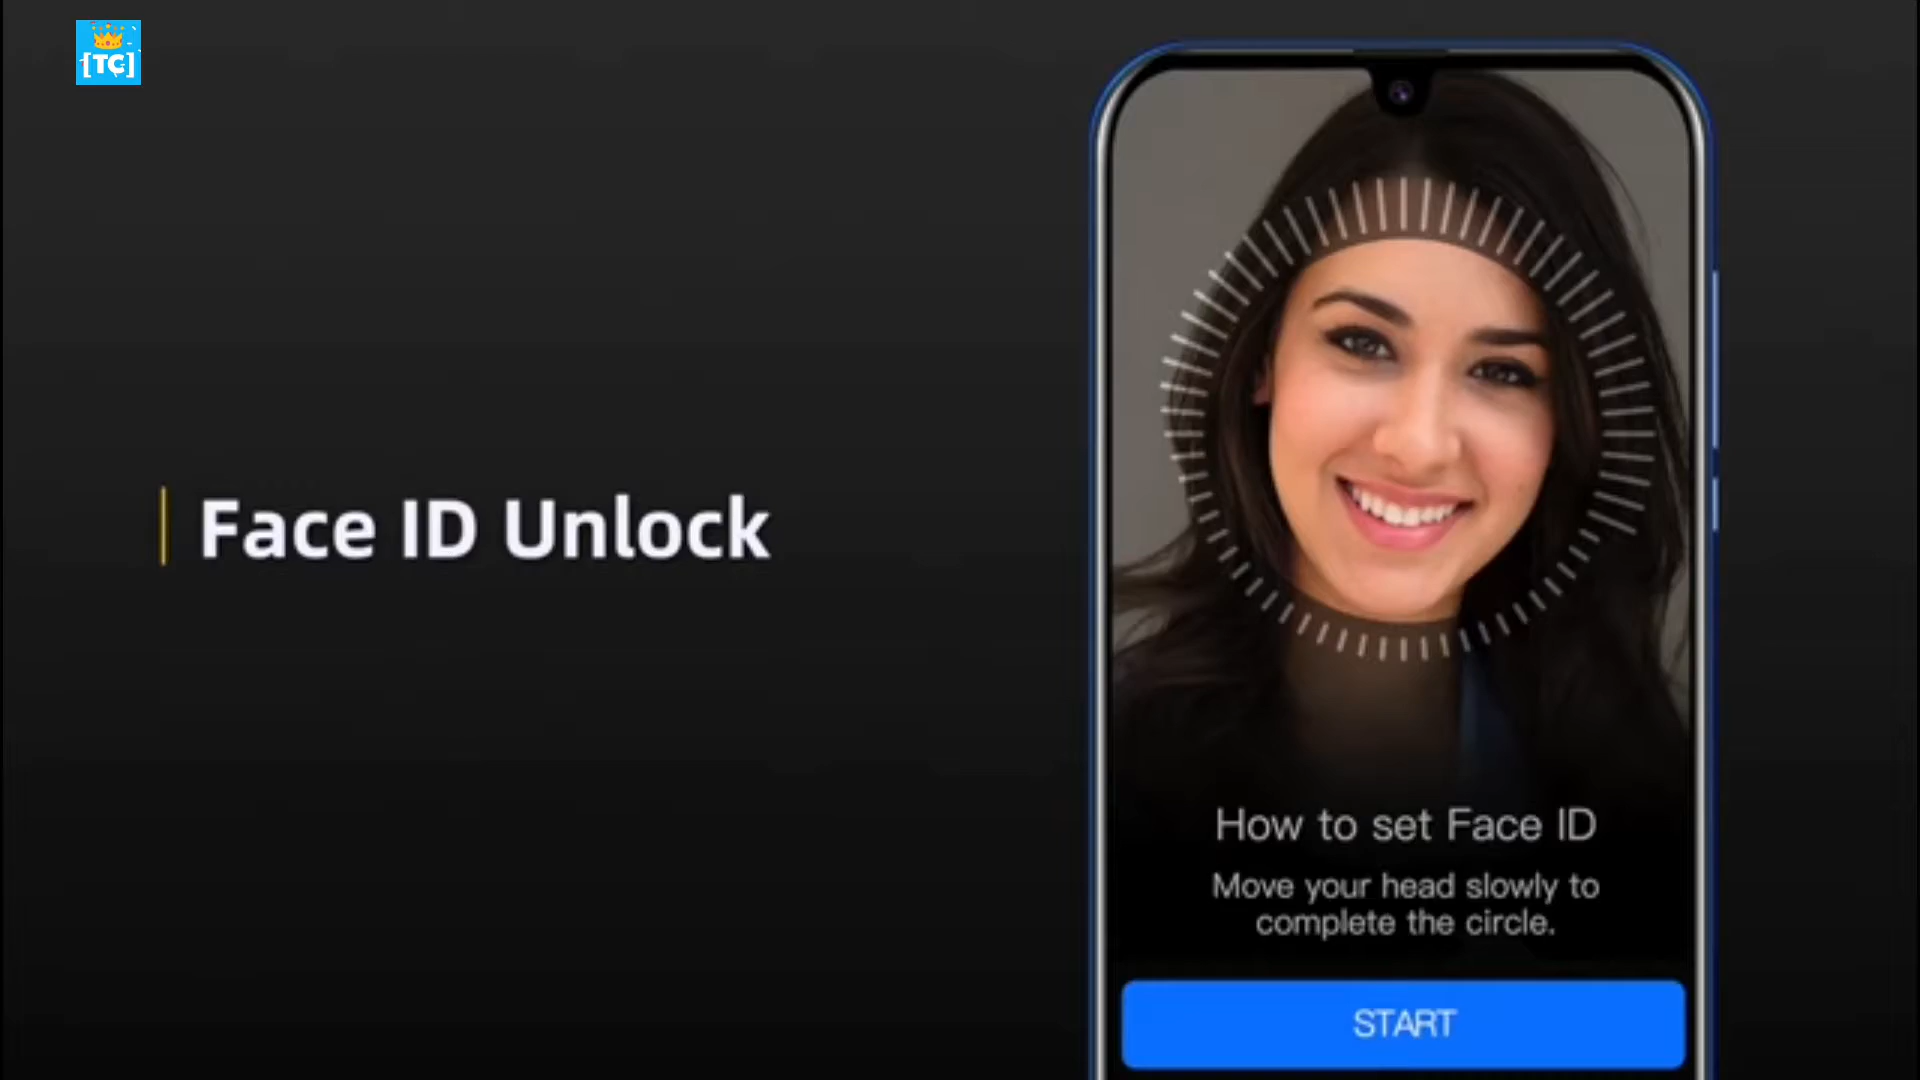 [TC]
Face ID Unlock
How to set Face ID
Move your head slowly to
complete the circle.
START